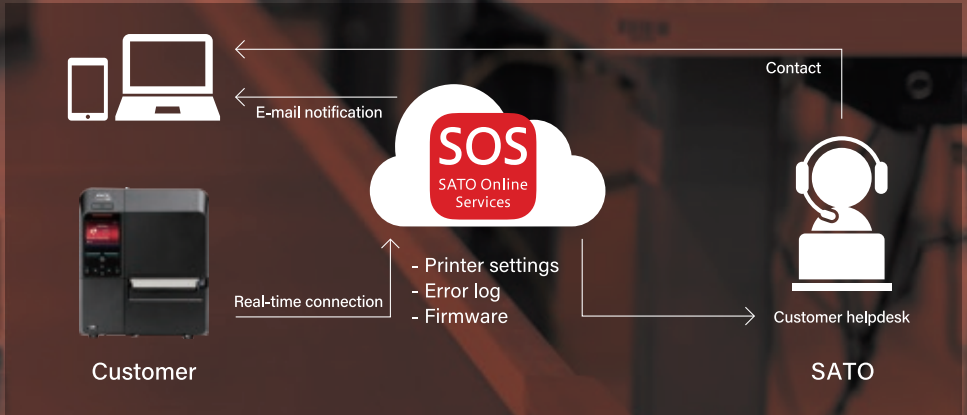 Contact
E-mail notification
SOS
SATO Online
Services
- Printer settings
- Error log
- Firmware
Real-time connection
Customer helpdesk
Customer
SATO